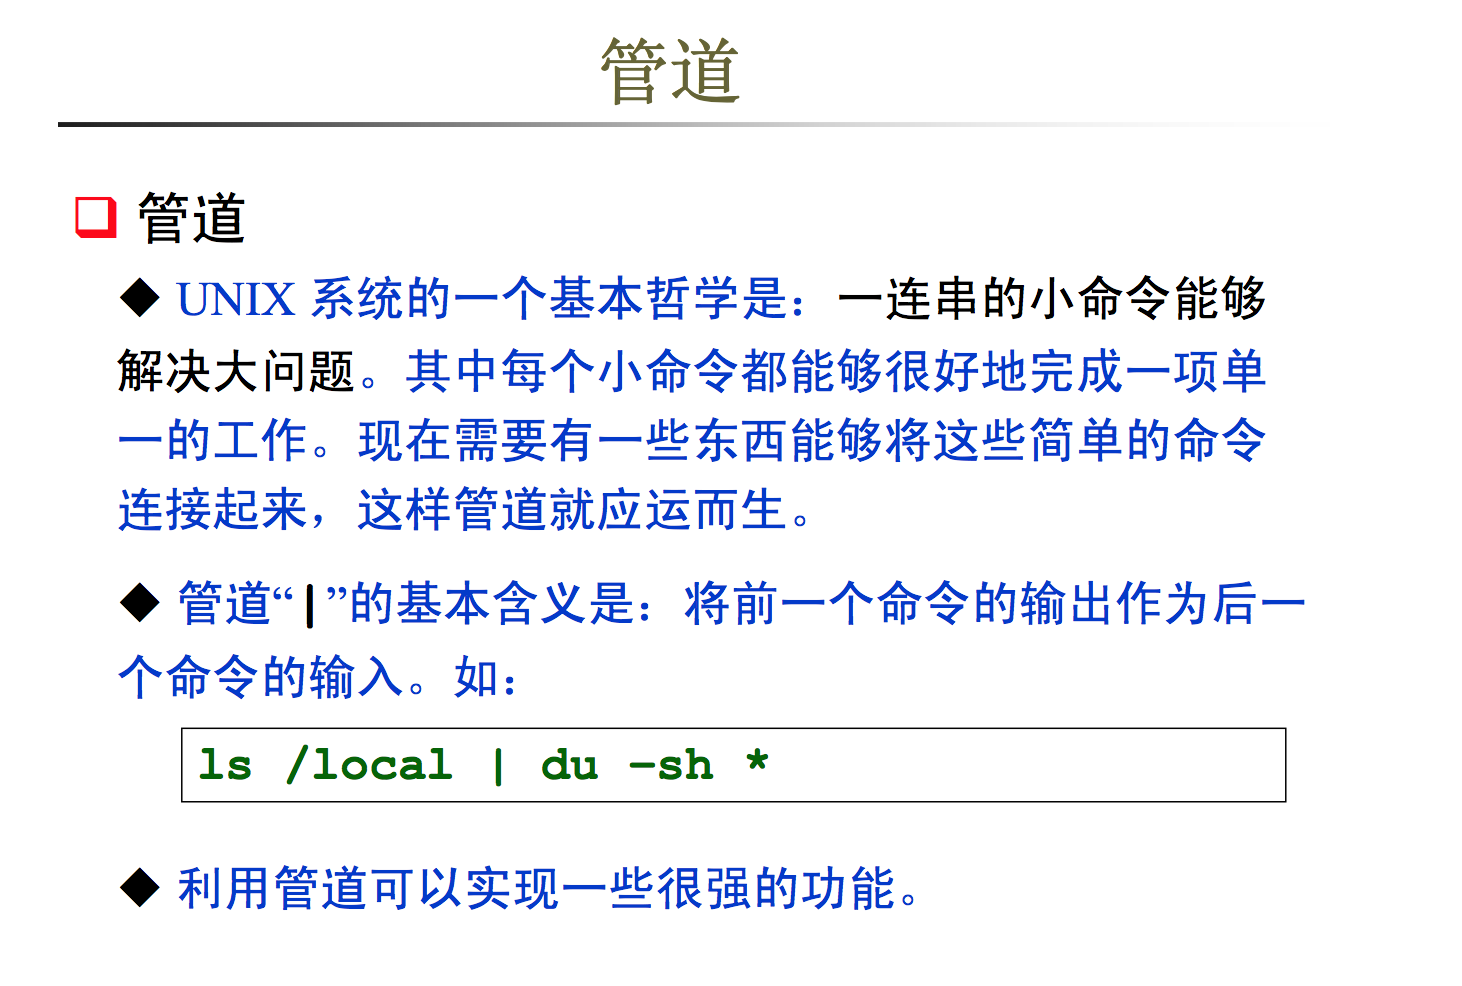 管道
管道
UNIX 系统的一个基本哲学是：一连串的小命令能够
解决大问题。其中每个小命令都能够很好地完成一项单
一的工作。现在需要有一些东西能够将这些简单的命令
连接起来，这样管道就应运而生。
管道“|”的基本含义是：将前一个命令的输出作为后一
个命令的输入。如：
ls /local | du –sh *
利用管道可以实现一些很强的功能。